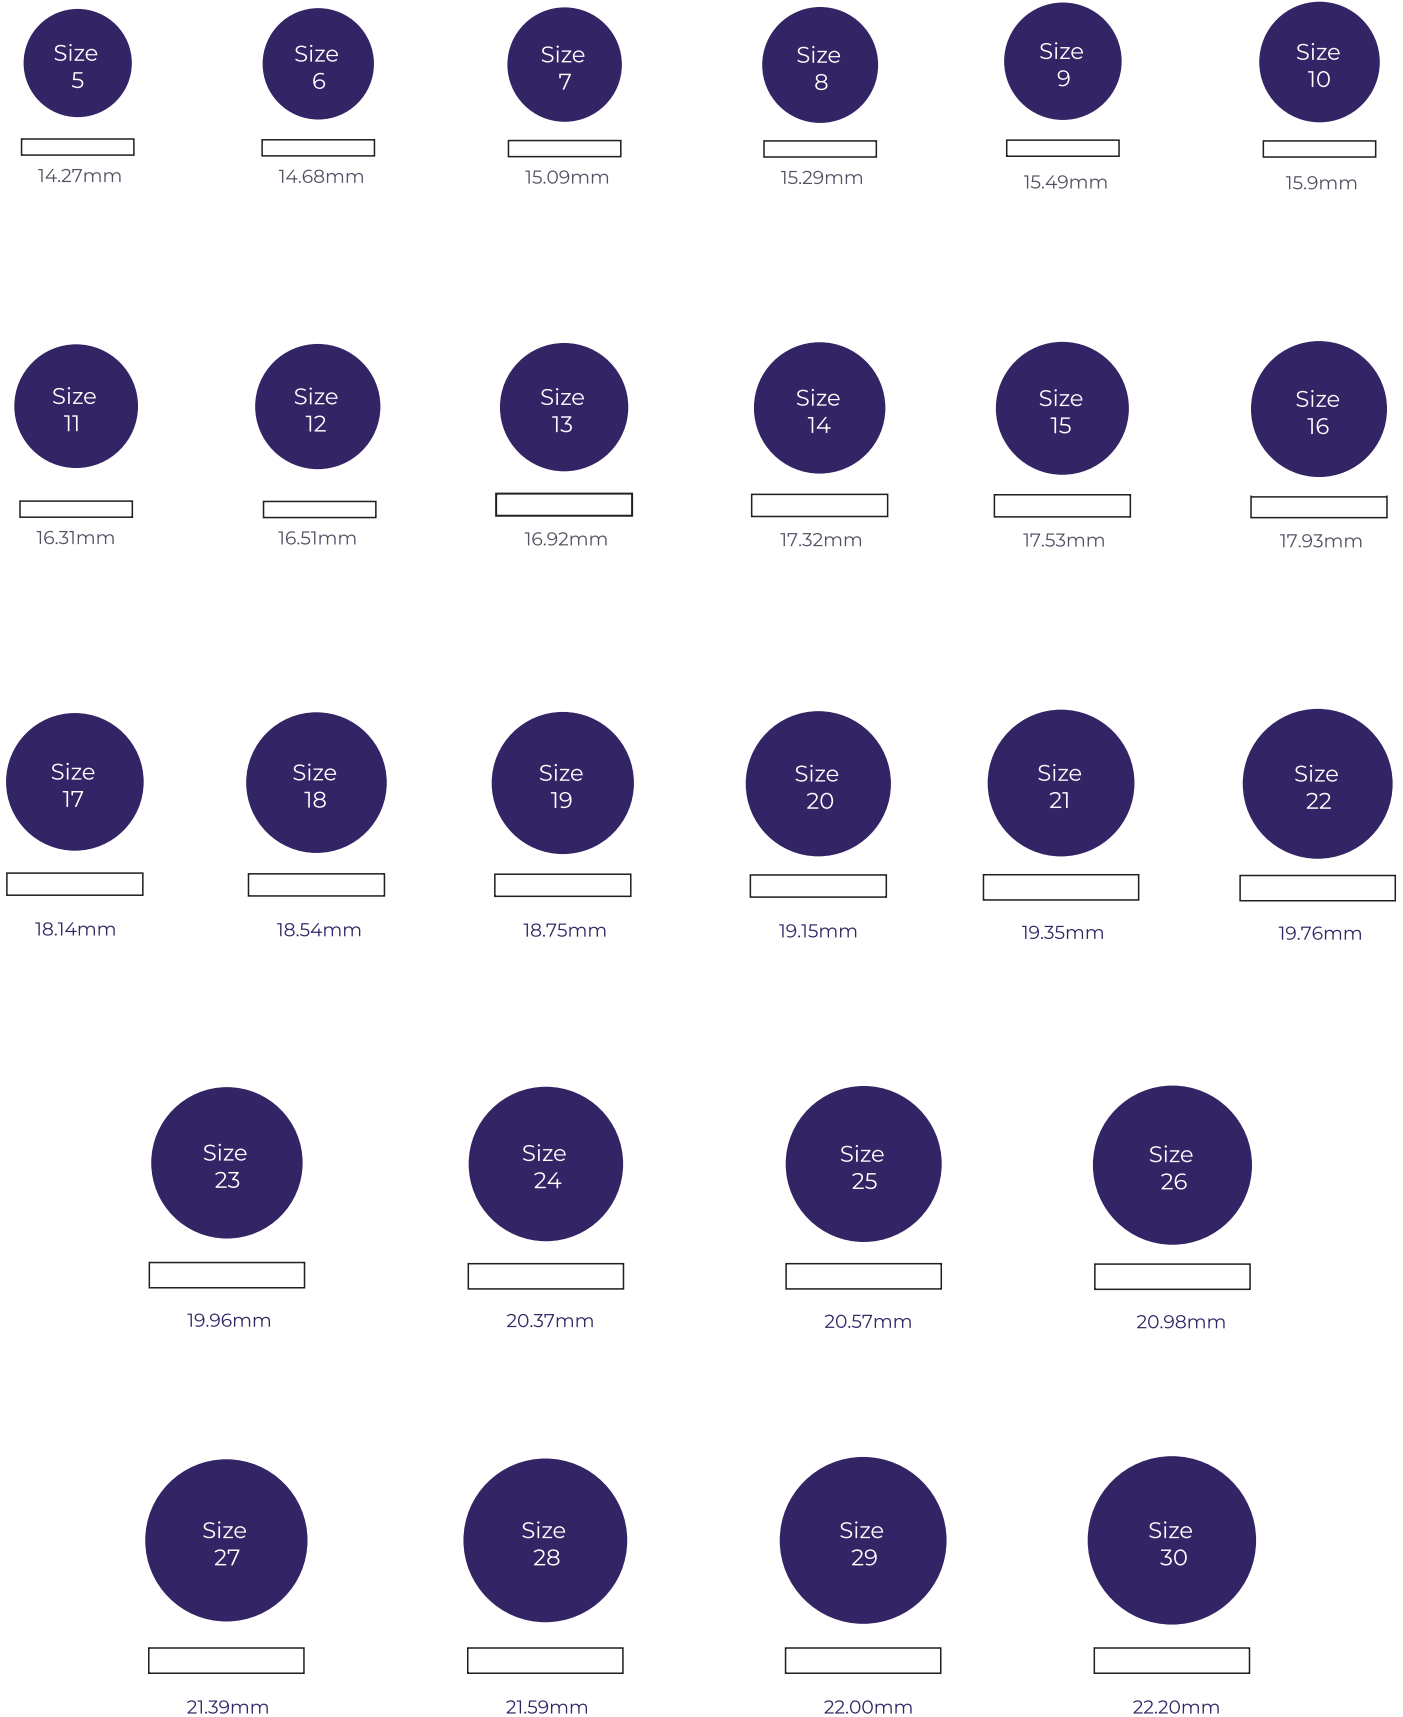 Size
5
14.27mm
Size
6
14.68mm
Size
7
15.09mm
Size
8
15.29mm
Size
9
15.49mm
Size
10
15.9mm
Size
11
16.31mm
Size
12
16.51mm
Size
13
16.92mm
Size
14
17.32mm
Size
15
17.53mm
Size
16
17.93mm
Size
17
18.14mm
Size
18
18.54mm
Size
19
18.75mm
Size
20
19.15mm
Size
21
19.35mm
Size
22
19.76mm
Size
23
19.96mm
Size
24
20.37mm
Size
25
20.57mm
Size
26
20.98mm
Size
27
21.39mm
Size
28
21.59mm
Size
29
22.00mm
Size
30
22.20mm